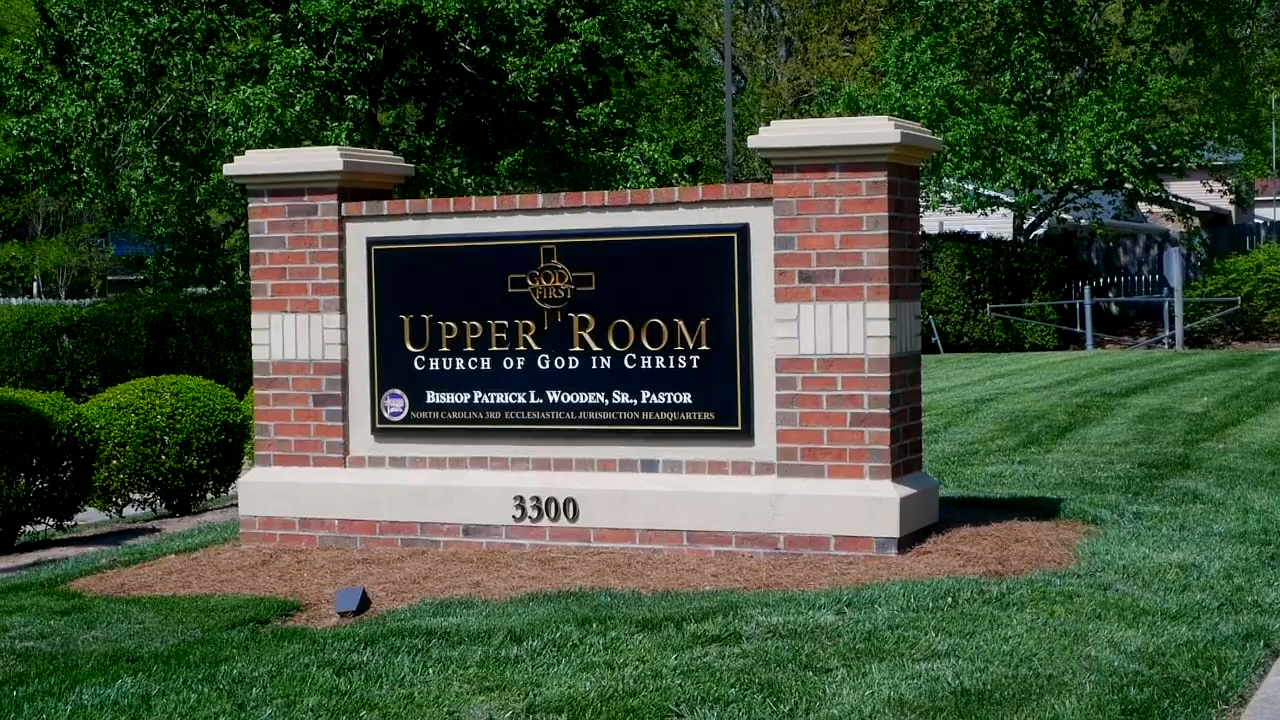 GOD
FIRST
UPPER ROOM
CHURCH OF GOD IN CHRIST
BISHOP PATRICK L. WOODEN, SR., PASTOR
NORTH CAROLINA 3RD ECCLESIASTICAL JURISDICTION HEADQUARTERS
3300